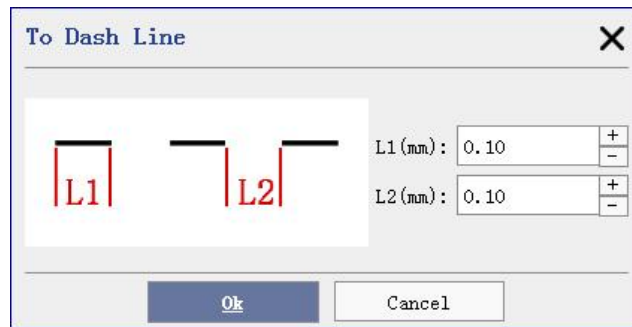 To Dash Line
L1 L2
L1(mm): 0.10 + -
L2(mm): 0.10 + -
Ok Cancel